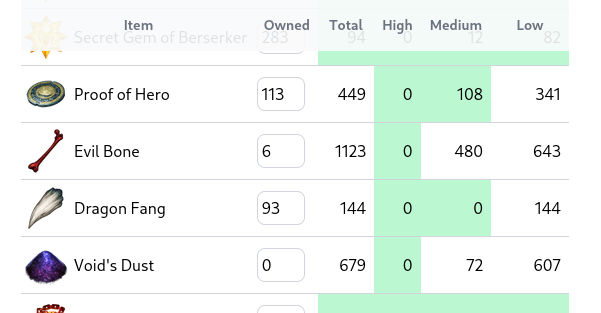 Item Owned Total High Medium Low
Secret Gem of Berserker 283 94 0 12 82
Proof of Hero 113 449 0 108 341
Evil Bone 6 1123 0 480 643
Dragon Fang 93 144 0 0 144
Void's Dust 0 679 0 72 607